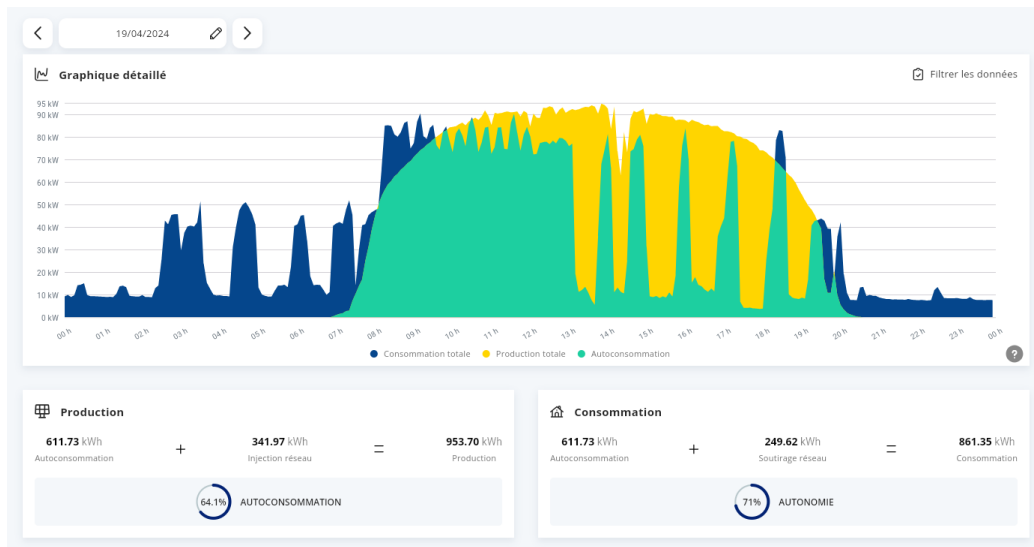 19/04/2024
Graphique détaillé
Filtrer les données
95 kW
90 kW
80 kW
70 kW
60 kW
50 kW
40 kW
30 kW
20 kW
10 kW
0 kW
00 h 01 h 02 h 03 h 04 h 05 h 06 h 07 h 08 h 09 h 10 h 11 h 12 h 13 h 14 h 15 h 16 h 17 h 18 h 19 h 20 h 21 h 22 h 23 h 00 h
Consommation totale Production totale Autoconsommation
?
Production
611.73 kWh + 341.97 kWh = 953.70 kWh
Autoconsommation Injection réseau Production
64.1% AUTOCONSOMMATION
Consommation
611.73 kWh + 249.62 kWh = 861.35 kWh
Autoconsommation Soutirage réseau Consommation
71% AUTONOMIE